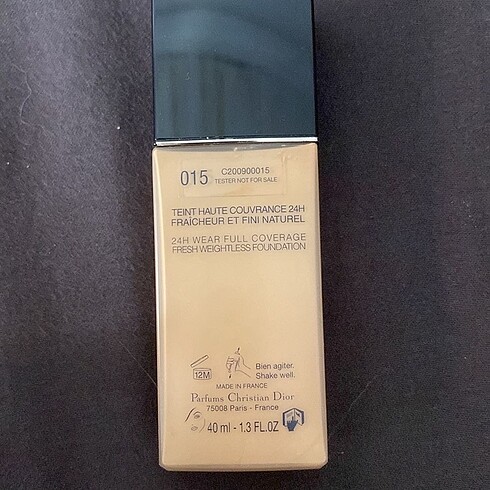 015
C200900015
TESTER NOT FOR SALE
TEINT HAUTE COUVRANCE 24H
FRAÎCHEUR ET FINI NATUREL
24H WEAR FULL COVERAGE
FRESH WEIGHTLESS FOUNDATION
12M
Bien agiter.
Shake well.
MADE IN FRANCE
Parfums Christian Dior
75008 Paris - France
40 ml - 1.3 FL.OZ